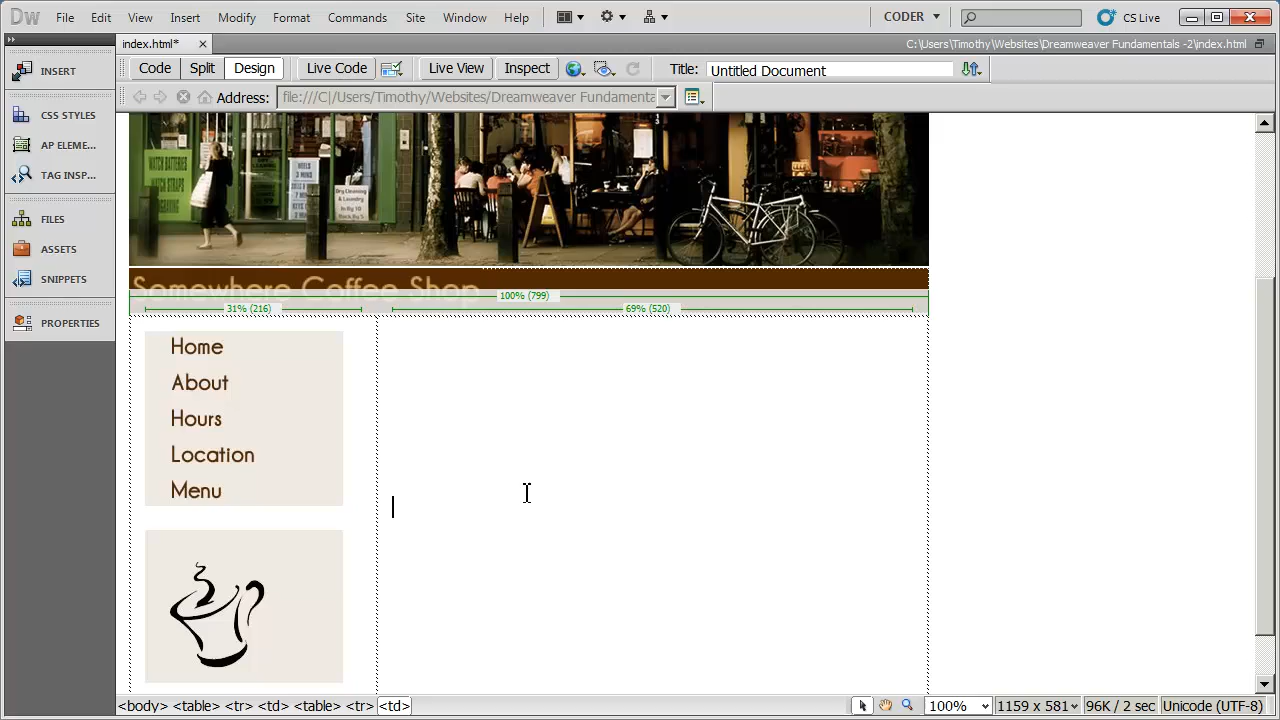 Dw File Edit View Insert Modify Format Commands Site Window Help CODER CS Live
index.html* C:\Users\Timothy\Websites\Dreamweaver Fundamentals -2\index.html
Code Split Design Live Code Live View Inspect Title: Untitled Document
Address: file:///C|/Users/Timothy/Websites/Dreamweaver Fundamenta
INSERT
CSS STYLES
AP ELEME...
TAG INSP...
FILES
ASSETS
SNIPPETS
PROPERTIES
WATCH BATTERIES
WATCH STRAPS
Somewhere Coffee Shop
100% (799)
31% (216) 69% (520)
Home
About
Hours
Location
Menu
<body> <table> <tr> <td> <table> <tr> <td> 100% 1159 x 581 96K / 2 sec Unicode (UTF-8)